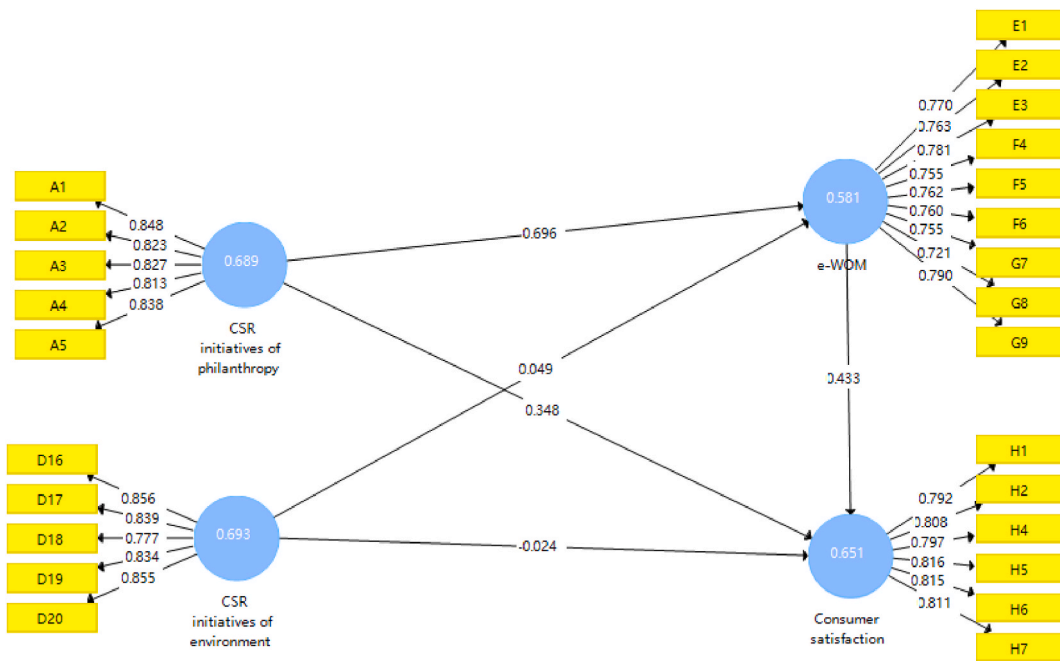 E1
E2
E3
F4
F5
F6
G7
G8
G9
0.770
0.763
0.781
0.755
0.762
0.760
0.755
0.721
0.790
0.581
e-WOM
A1
A2
A3
A4
A5
0.848
0.823
0.827
0.813
0.838
0.689
CSR
initiatives of
philanthropy
0.696
0.049
0.348
0.433
D16
D17
D18
D19
D20
0.856
0.839
0.777
0.834
0.855
0.693
CSR
initiatives of
environment
-0.024
0.651
Consumer
satisfaction
0.792
0.808
0.797
0.816
0.815
0.811
H1
H2
H4
H5
H6
H7